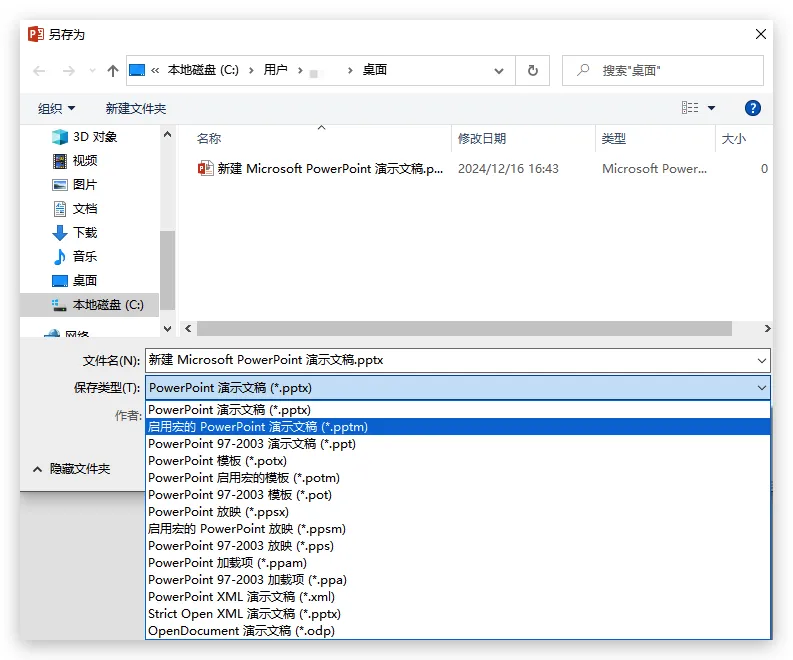 另存为
« 本地磁盘 (C:) › 用户 › › 桌面
搜索"桌面"
组织 新建文件夹
3D 对象
视频
图片
文档
下载
音乐
桌面
本地磁盘 (C:)
网络
名称 修改日期 类型 大小
新建 Microsoft PowerPoint 演示文稿.p... 2024/12/16 16:43 Microsoft Power... 0
文件名(N): 新建 Microsoft PowerPoint 演示文稿.pptx
保存类型(T): PowerPoint 演示文稿 (*.pptx)
作者:
PowerPoint 演示文稿 (*.pptx)
启用宏的 PowerPoint 演示文稿 (*.pptm)
PowerPoint 97-2003 演示文稿 (*.ppt)
PowerPoint 模板 (*.potx)
PowerPoint 启用宏的模板 (*.potm)
PowerPoint 97-2003 模板 (*.pot)
PowerPoint 放映 (*.ppsx)
启用宏的 PowerPoint 放映 (*.ppsm)
PowerPoint 97-2003 放映 (*.pps)
PowerPoint 加载项 (*.ppam)
PowerPoint 97-2003 加载项 (*.ppa)
PowerPoint XML 演示文稿 (*.xml)
Strict Open XML 演示文稿 (*.pptx)
OpenDocument 演示文稿 (*.odp)
隐藏文件夹